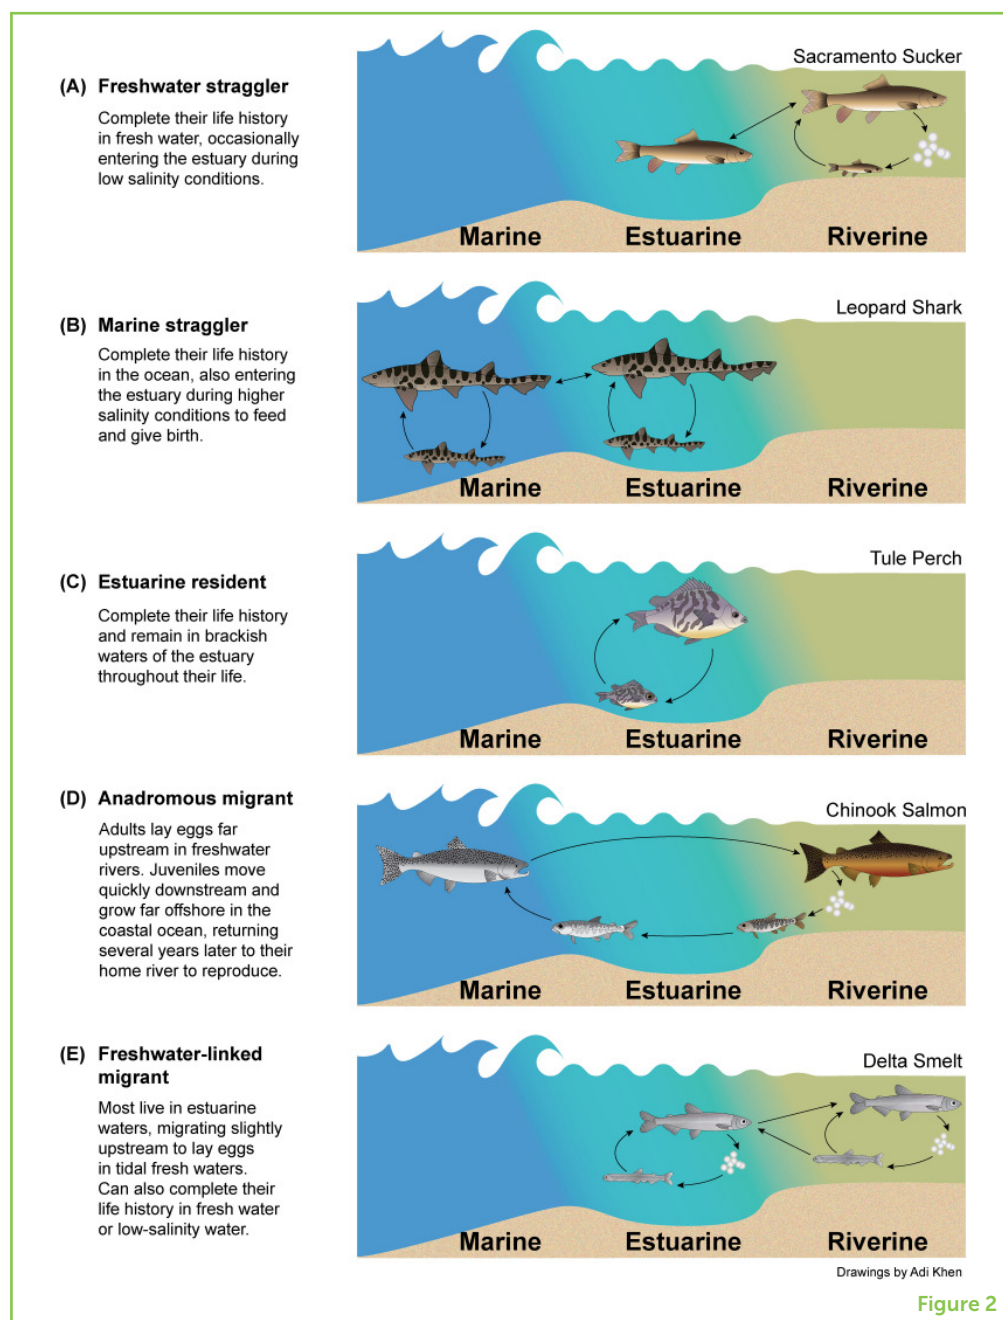 Sacramento Sucker
(A) Freshwater straggler
Complete their life history
in fresh water, occasionally
entering the estuary during
low salinity conditions.
Marine Estuarine Riverine
Leopard Shark
(B) Marine straggler
Complete their life history
in the ocean, also entering
the estuary during higher
salinity conditions to feed
and give birth.
Marine Estuarine Riverine
Tule Perch
(C) Estuarine resident
Complete their life history
and remain in brackish
waters of the estuary
throughout their life.
Marine Estuarine Riverine
(D) Anadromous migrant
Chinook Salmon
Adults lay eggs far
upstream in freshwater
rivers. Juveniles move
quickly downstream and
grow far offshore in the
coastal ocean, returning
several years later to their
home river to reproduce.
Marine Estuarine Riverine
(E) Freshwater-linked
migrant
Delta Smelt
Most live in estuarine
waters, migrating slightly
upstream to lay eggs
in tidal fresh waters.
Can also complete their
life history in fresh water
or low-salinity water.
Marine Estuarine Riverine
Drawings by Adi Khen
Figure 2